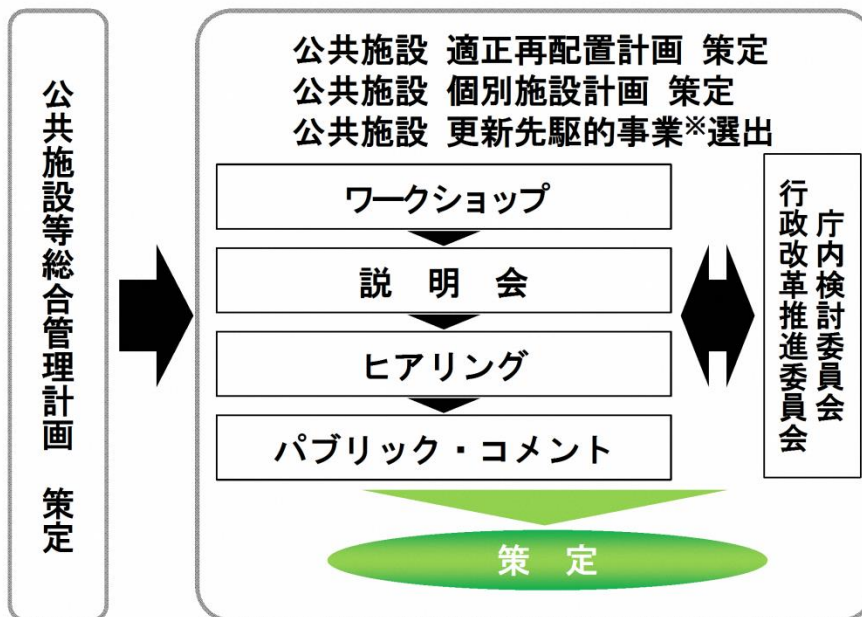 公共施設等総合管理計画 策定
公共施設 適正再配置計画 策定
公共施設 個別施設計画 策定
公共施設 更新先駆的事業※選出
ワークショップ
説 明 会
ヒアリング
パブリック・コメント
策 定
庁内検討委員会
行政改革推進委員会